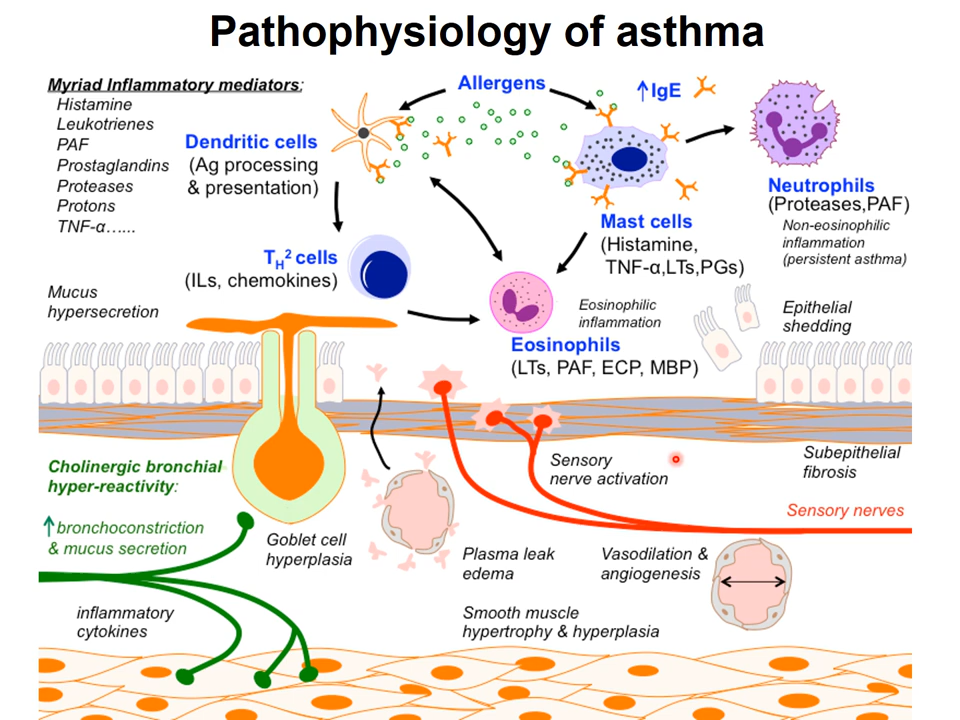 Pathophysiology of asthma
Myriad Inflammatory mediators:
Histamine
Leukotrienes
PAF
Prostaglandins
Proteases
Protons
TNF-α…...
Allergens
↑IgE
Dendritic cells
(Ag processing
& presentation)
Neutrophils
(Proteases,PAF)
Non-eosinophilic
inflammation
(persistent asthma)
Mast cells
(Histamine,
TNF-α,LTs,PGs)
TH2 cells
(ILs, chemokines)
Mucus
hypersecretion
Eosinophilic
inflammation
Epithelial
shedding
Eosinophils
(LTs, PAF, ECP, MBP)
Cholinergic bronchial
hyper-reactivity:
↑bronchoconstriction
& mucus secretion
Sensory
nerve activation
Subepithelial
fibrosis
Sensory nerves
Goblet cell
hyperplasia
Plasma leak
edema
Vasodilation &
angiogenesis
inflammatory
cytokines
Smooth muscle
hypertrophy & hyperplasia